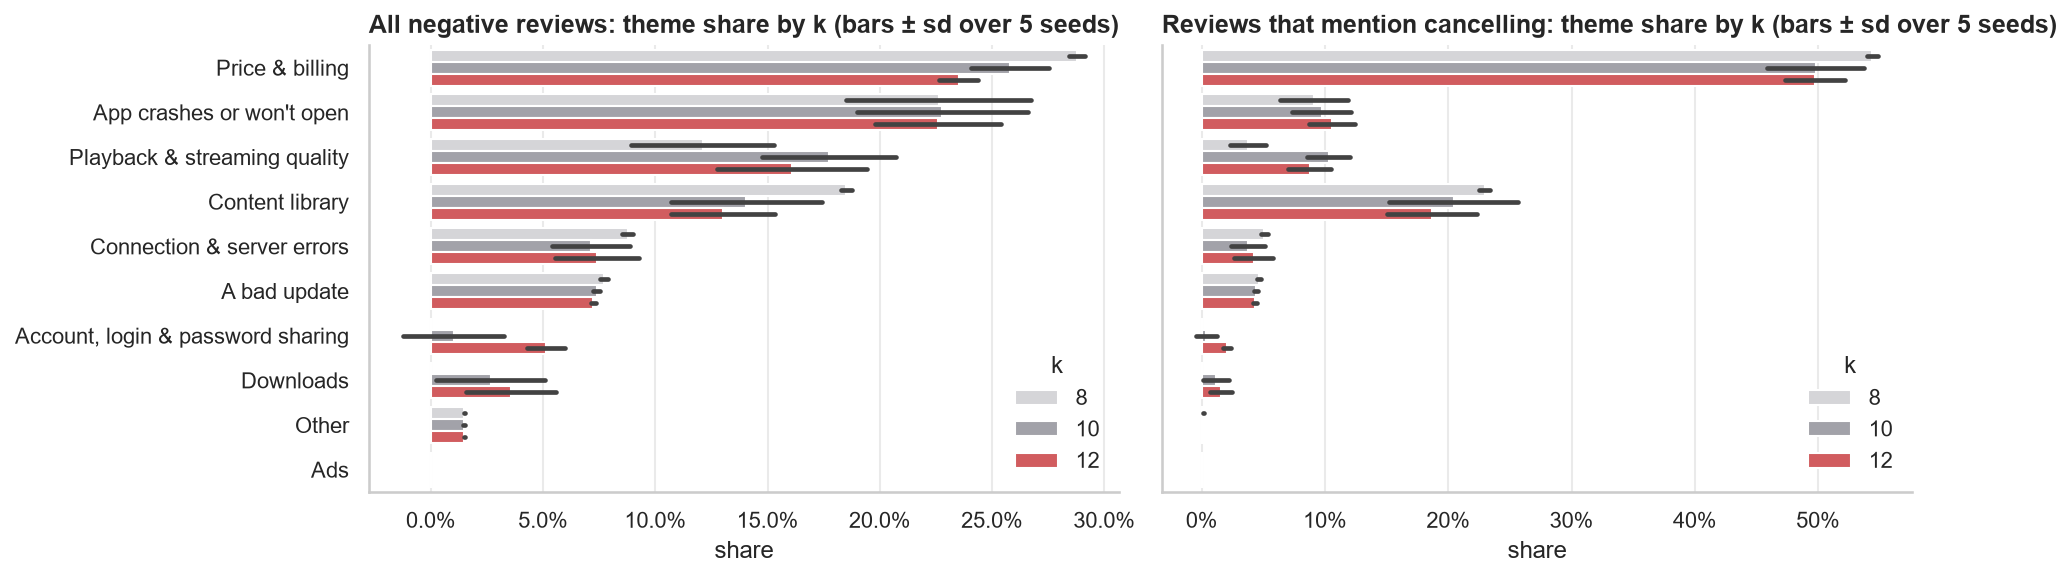 All negative reviews: theme share by k (bars ± sd over 5 seeds)
Reviews that mention cancelling: theme share by k (bars ± sd over 5 seeds)
Price & billing
App crashes or won't open
Playback & streaming quality
Content library
Connection & server errors
A bad update
Account, login & password sharing
Downloads
Other
Ads
k
8
10
12
k
8
10
12
0.0% 5.0% 10.0% 15.0% 20.0% 25.0% 30.0%
share
0% 10% 20% 30% 40% 50%
share